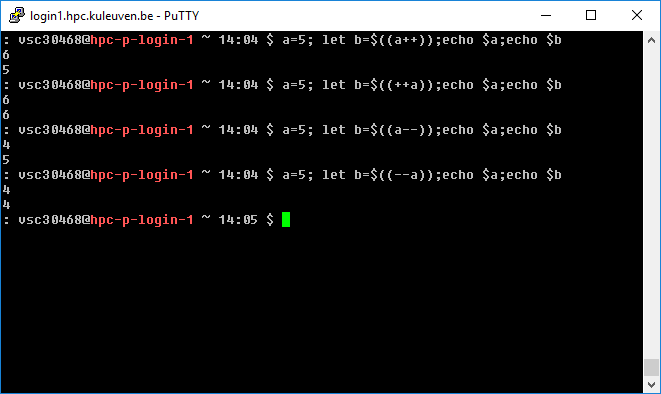 login1.hpc.kuleuven.be - PuTTY
: vsc30468@hpc-p-login-1 ~ 14:04 $ a=5; let b=$((a++));echo $a;echo $b
6
5
: vsc30468@hpc-p-login-1 ~ 14:04 $ a=5; let b=$((++a));echo $a;echo $b
6
6
: vsc30468@hpc-p-login-1 ~ 14:04 $ a=5; let b=$((a--));echo $a;echo $b
4
5
: vsc30468@hpc-p-login-1 ~ 14:04 $ a=5; let b=$((--a));echo $a;echo $b
4
4
: vsc30468@hpc-p-login-1 ~ 14:05 $